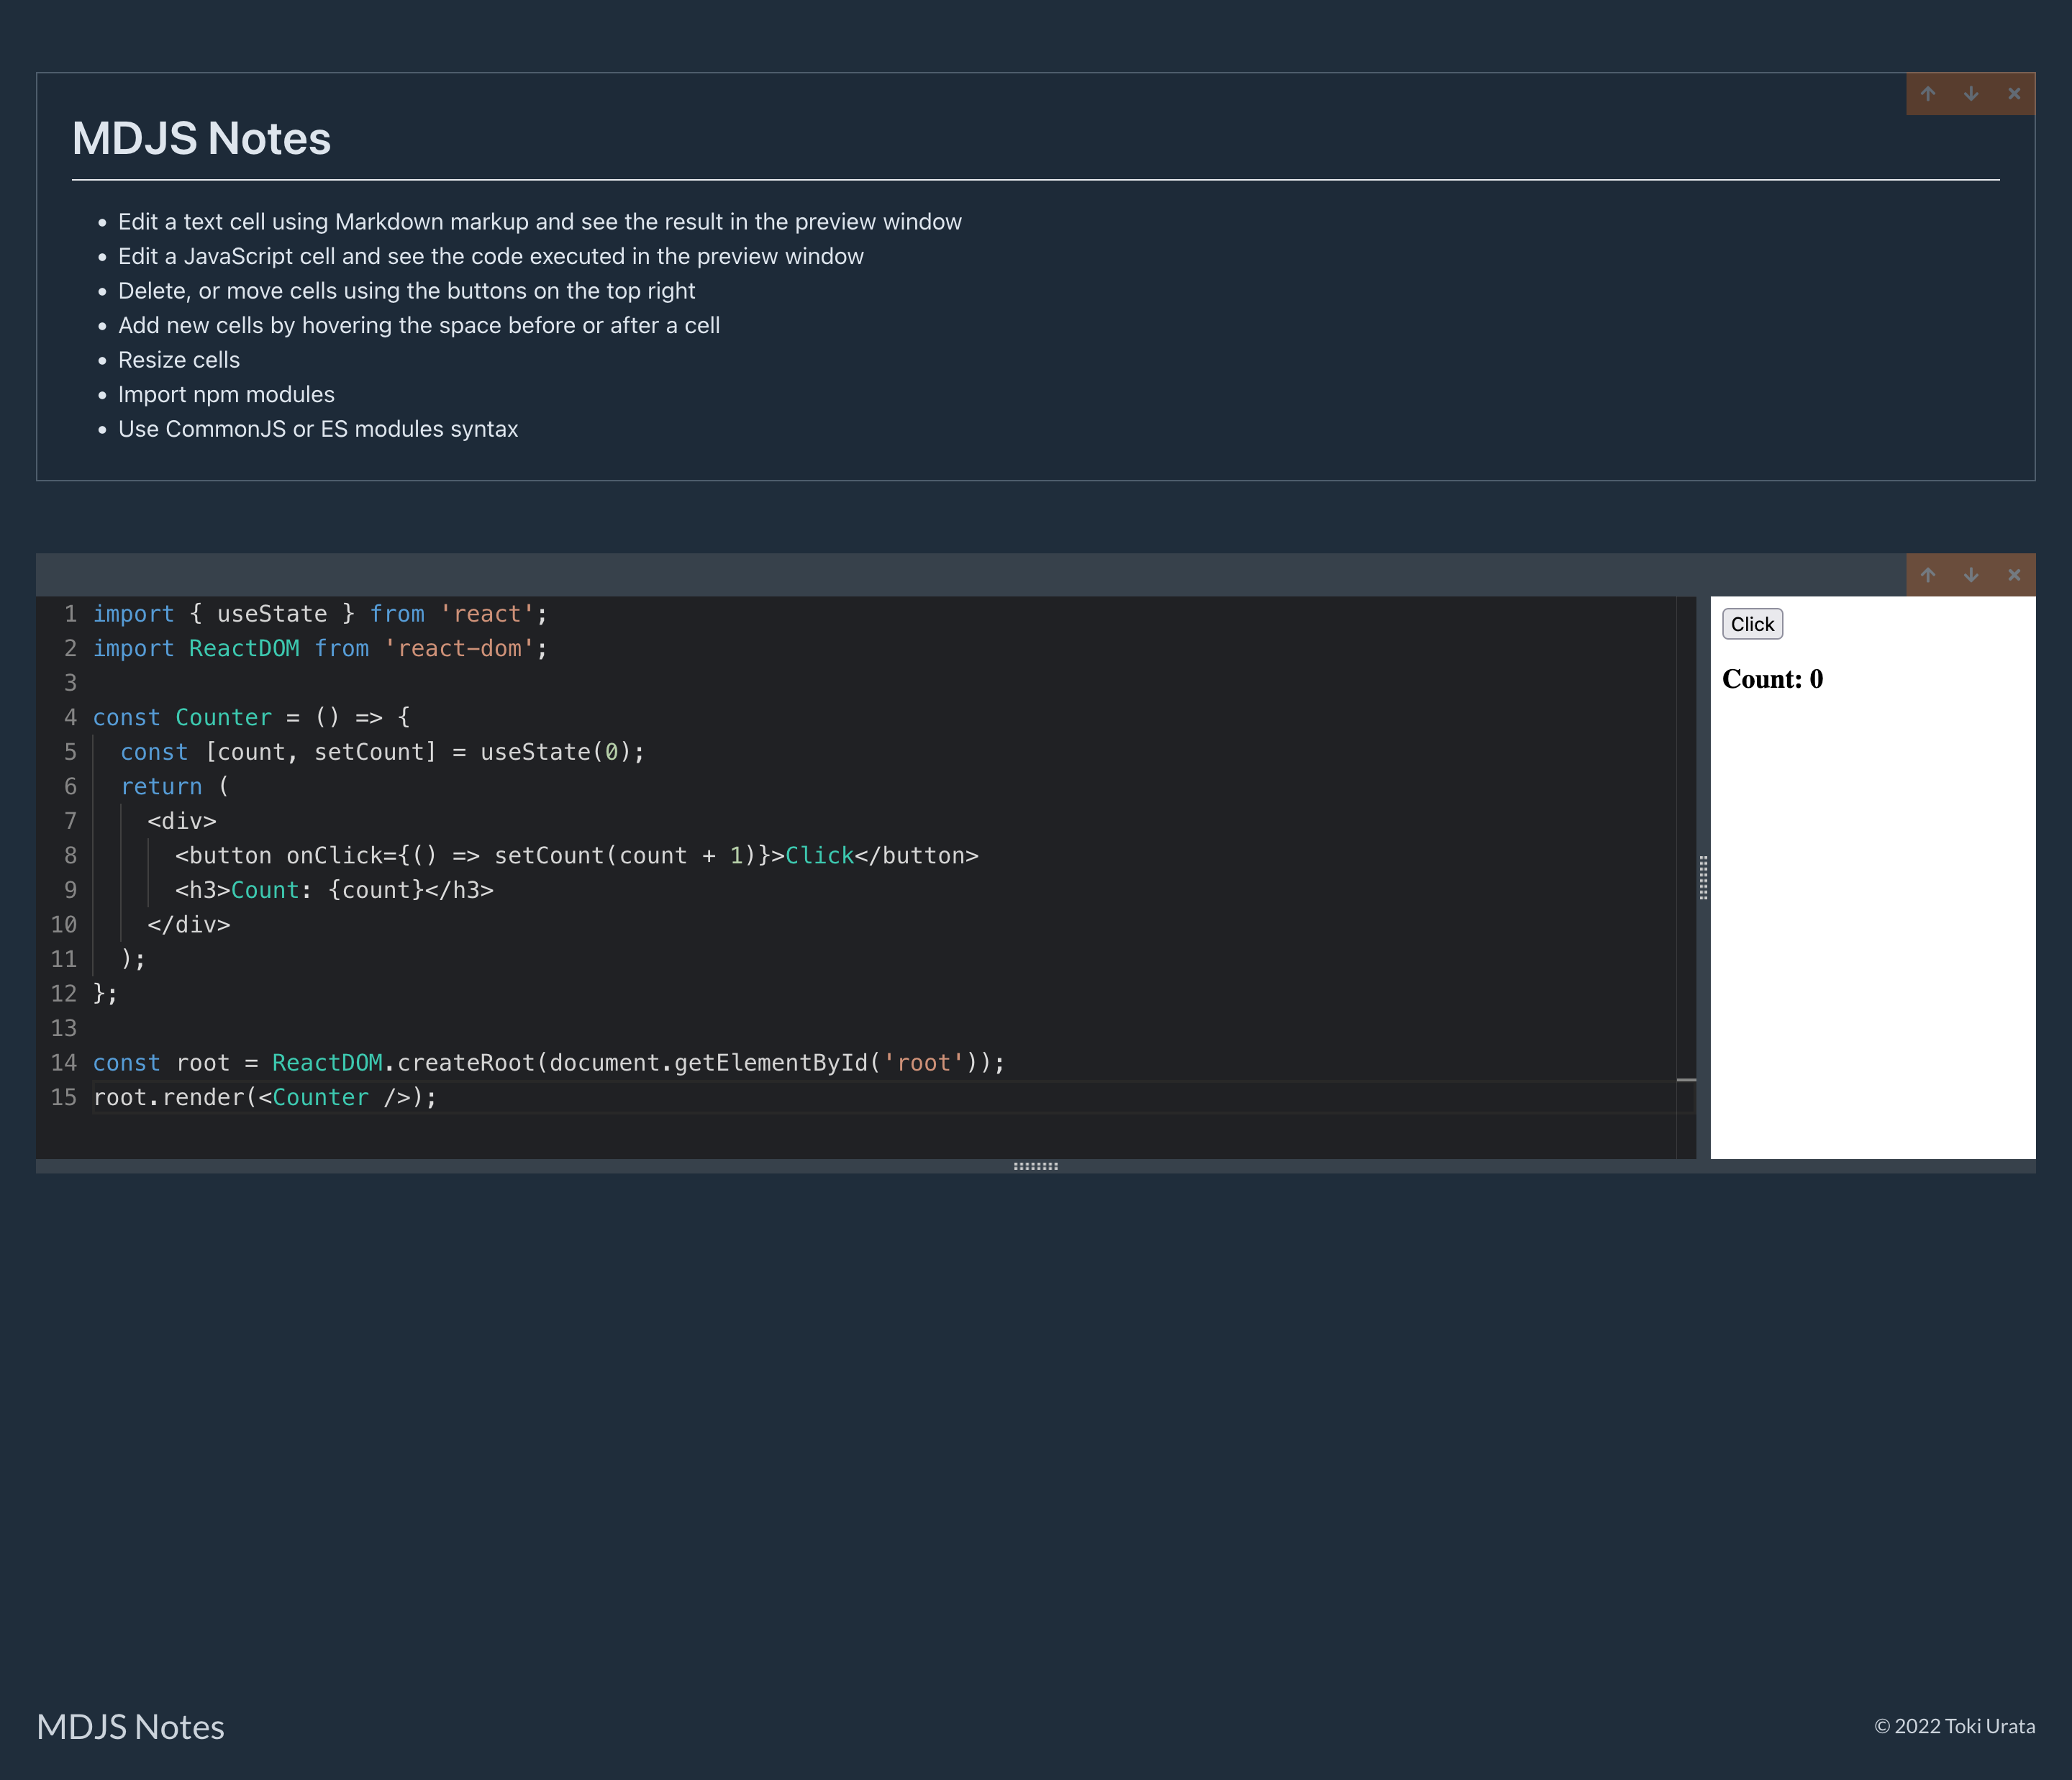 MDJS Notes
Edit a text cell using Markdown markup and see the result in the preview window
Edit a JavaScript cell and see the code executed in the preview window
Delete, or move cells using the buttons on the top right
Add new cells by hovering the space before or after a cell
Resize cells
Import npm modules
Use CommonJS or ES modules syntax
1 import { useState } from 'react';
2 import ReactDOM from 'react-dom';
3
4 const Counter = () => {
5   const [count, setCount] = useState(0);
6   return (
7     <div>
8       <button onClick={() => setCount(count + 1)}>Click</button>
9       <h3>Count: {count}</h3>
10     </div>
11   );
12 };
13
14 const root = ReactDOM.createRoot(document.getElementById('root'));
15 root.render(<Counter />);
Click
Count: 0
MDJS Notes
© 2022 Toki Urata